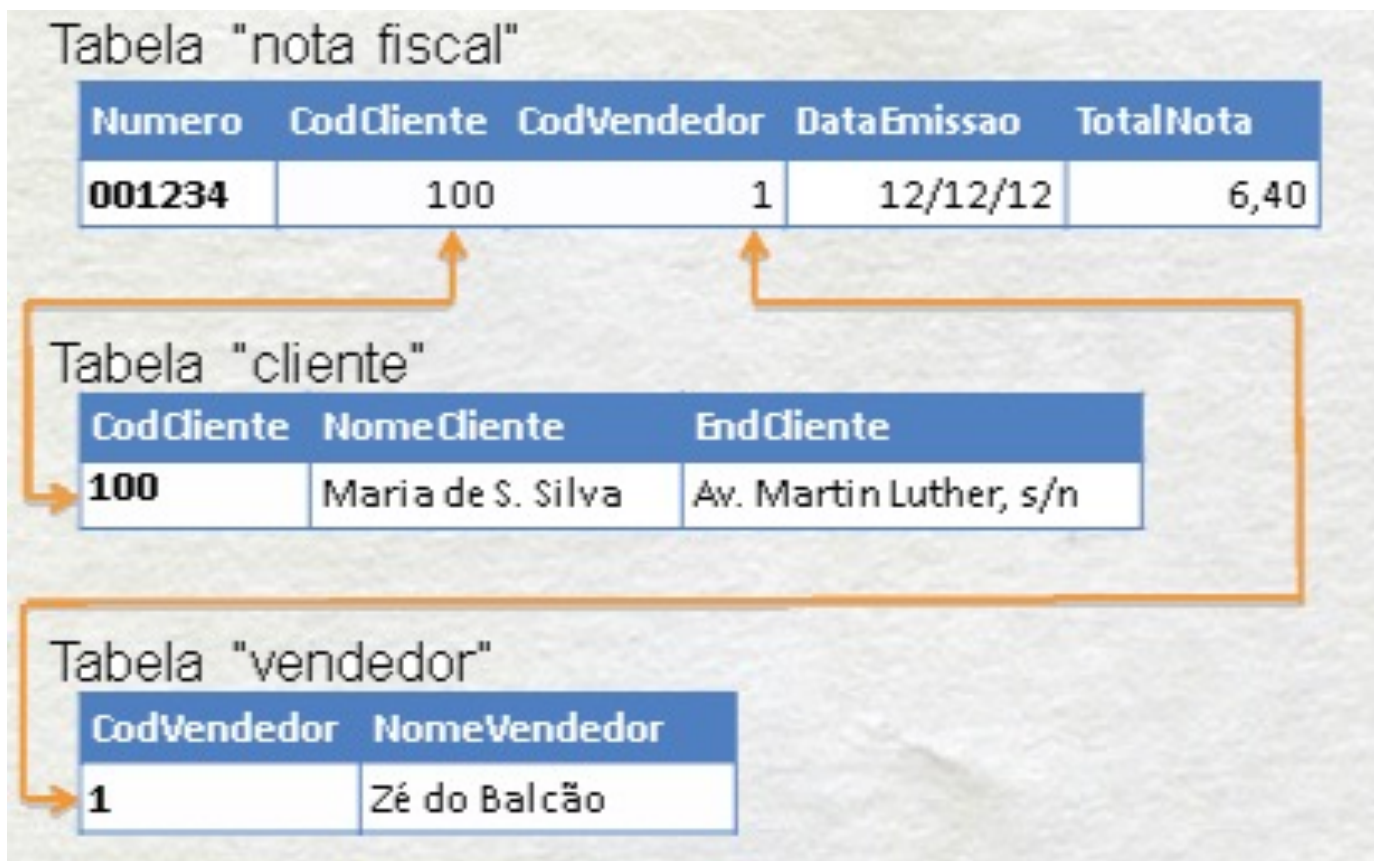 Tabela "nota fiscal"
Numero CodCliente CodVendedor DataEmissao TotalNota
001234 100 1 12/12/12 6,40
Tabela "cliente"
CodCliente NomeCliente EndCliente
100 Maria de S. Silva Av. Martin Luther, s/n
Tabela "vendedor"
CodVendedor NomeVendedor
1 Zé do Balcão